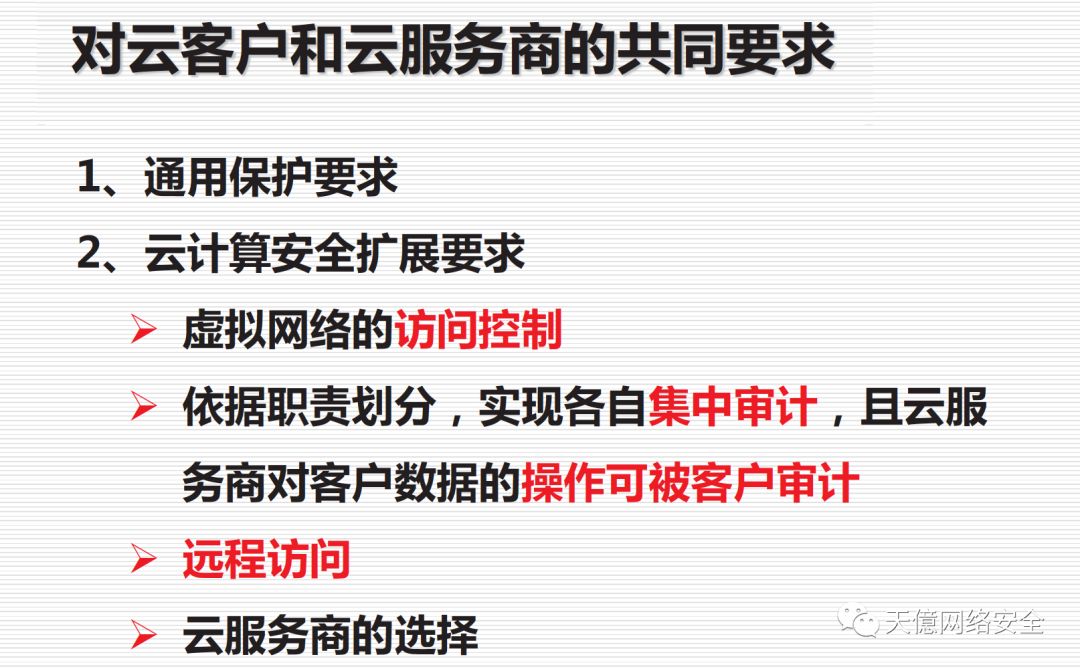 对云客户和云服务商的共同要求
1、通用保护要求
2、云计算安全扩展要求
虚拟网络的访问控制
依据职责划分，实现各自集中审计，且云服
务商对客户数据的操作可被客户审计
远程访问
云服务商的选择
天億网络安全